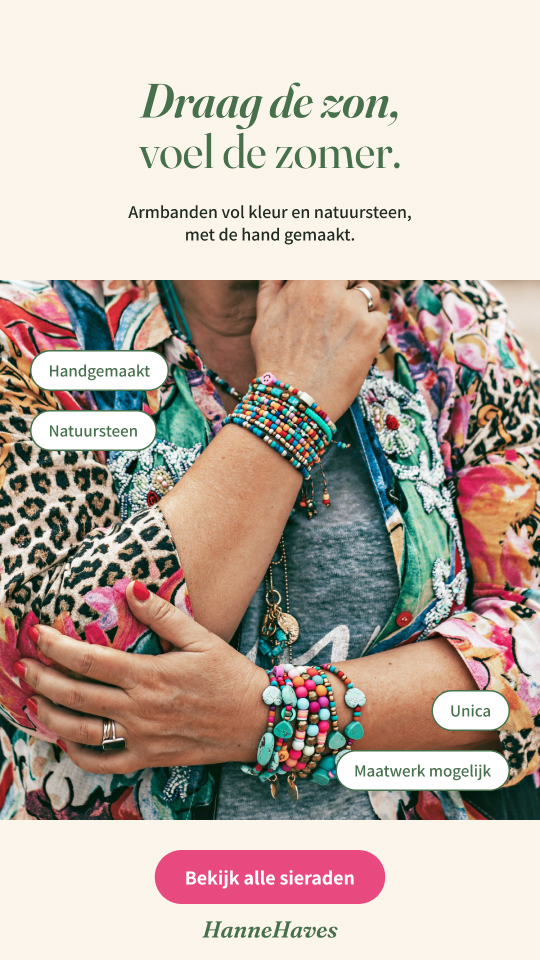 Draag de zon,
voel de zomer.
Armbanden vol kleur en natuursteen,
met de hand gemaakt.
Handgemaakt
Natuursteen
Unica
Maatwerk mogelijk
Bekijk alle sieraden
HanneHaves